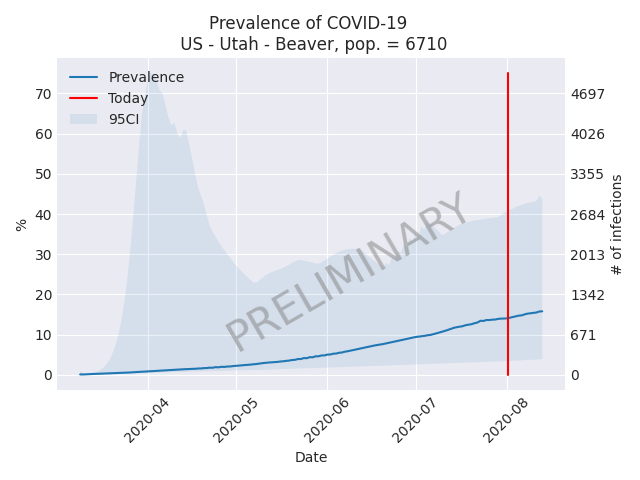 Prevalence of COVID-19
US - Utah - Beaver, pop. = 6710
Prevalence
Today
95CI
70
60
50
40
30
20
10
0
%
4697
4026
3355
2684
2013
1342
671
0
# of infections
PRELIMINARY
2020-04
2020-05
2020-06
2020-07
2020-08
Date